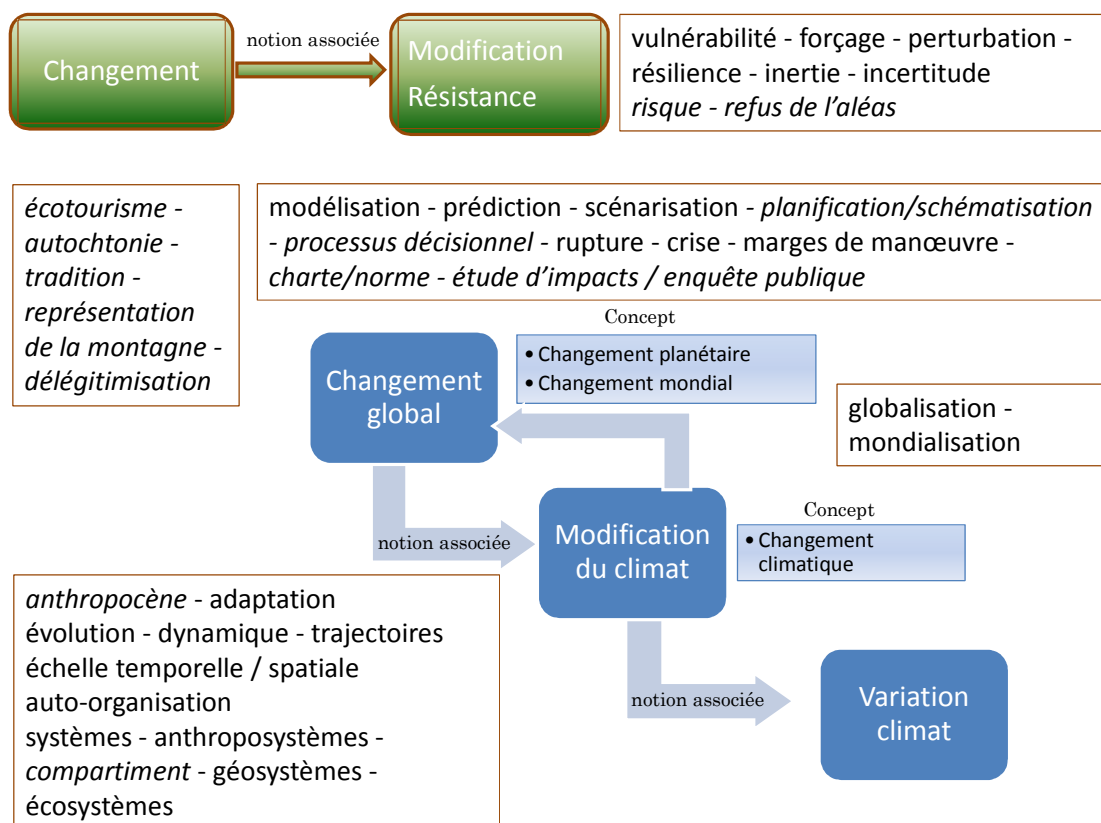 Changement
notion associée
Modification
Résistance
vulnérabilité - forçage - perturbation -
résilience - inertie - incertitude
risque - refus de l’aléas
écotourisme -
autochtonie -
tradition -
représentation
de la montagne -
délégitimisation
modélisation - prédiction - scénarisation - planification/schématisation
- processus décisionnel - rupture - crise - marges de manœuvre -
charte/norme - étude d’impacts / enquête publique
Concept
• Changement planétaire
• Changement mondial
Changement
global
globalisation -
mondialisation
notion associée
Modification
du climat
Concept
• Changement
climatique
anthropocène - adaptation
évolution - dynamique - trajectoires
échelle temporelle / spatiale
auto-organisation
systèmes - anthroposystèmes -
compartiment - géosystèmes -
écosystèmes
notion associée
Variation
climat